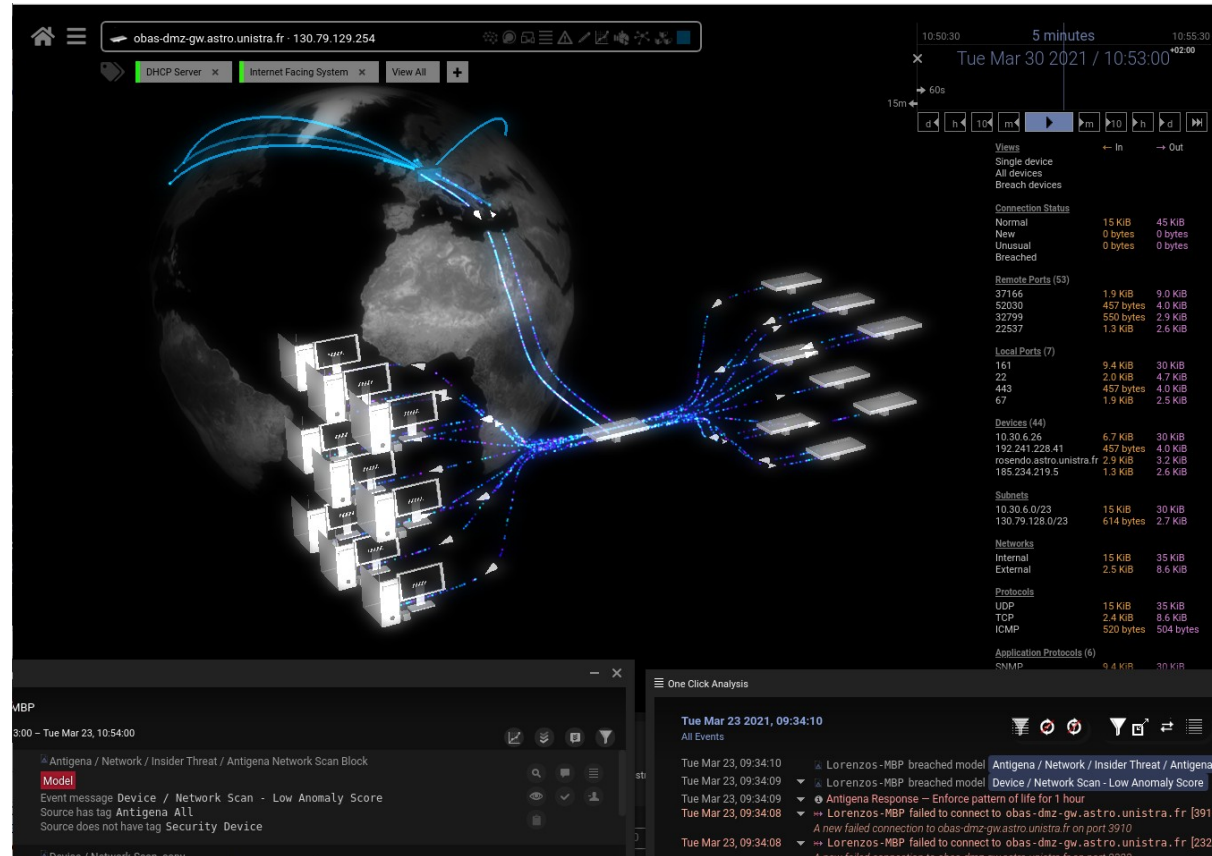 obas-dmz-gw.astro.unistra.fr · 130.79.129.254
DHCP Server ×
Internet Facing System ×
View All
+
10:50:30 5 minutes 10:55:30
× Tue Mar 30 2021 / 10:53:00 +02:00
60s
15m
d h 10 m m 10 h d
Views ← In → Out
Single device
All devices
Breach devices
Connection Status
Normal 15 KiB 45 KiB
New 0 bytes 0 bytes
Unusual 0 bytes 0 bytes
Breached
Remote Ports (53)
37166 1.9 KiB 9.0 KiB
52030 457 bytes 4.0 KiB
32799 550 bytes 2.9 KiB
22537 1.3 KiB 2.6 KiB
Local Ports (7)
161 9.4 KiB 30 KiB
22 2.0 KiB 4.7 KiB
443 457 bytes 4.0 KiB
67 1.9 KiB 2.5 KiB
Devices (44)
10.30.6.26 6.7 KiB 30 KiB
192.241.228.41 457 bytes 4.0 KiB
rosendo.astro.unistra.fr 2.9 KiB 3.2 KiB
185.234.219.5 1.3 KiB 2.6 KiB
Subnets
10.30.6.0/23 15 KiB 30 KiB
130.79.128.0/23 614 bytes 2.7 KiB
Networks
Internal 15 KiB 35 KiB
External 2.5 KiB 8.6 KiB
Protocols
UDP 15 KiB 35 KiB
TCP 2.4 KiB 8.6 KiB
ICMP 520 bytes 504 bytes
Application Protocols (6)
SNMP 9.4 KiB 30 KiB
MBP
3:00 – Tue Mar 23, 10:54:00
Antigena / Network / Insider Threat / Antigena Network Scan Block
Model
Event message Device / Network Scan - Low Anomaly Score
Source has tag Antigena All
Source does not have tag Security Device
Device / Network Scan
One Click Analysis
Tue Mar 23 2021, 09:34:10
All Events
Tue Mar 23, 09:34:10 Lorenzos-MBP breached model Antigena / Network / Insider Threat / Antigena
Tue Mar 23, 09:34:09 Lorenzos-MBP breached model Device / Network Scan - Low Anomaly Score
Tue Mar 23, 09:34:09 Antigena Response — Enforce pattern of life for 1 hour
Tue Mar 23, 09:34:08 Lorenzos-MBP failed to connect to obas-dmz-gw.astro.unistra.fr [391
A new failed connection to obas-dmz-gw.astro.unistra.fr on port 3910
Tue Mar 23, 09:34:08 Lorenzos-MBP failed to connect to obas-dmz-gw.astro.unistra.fr [232